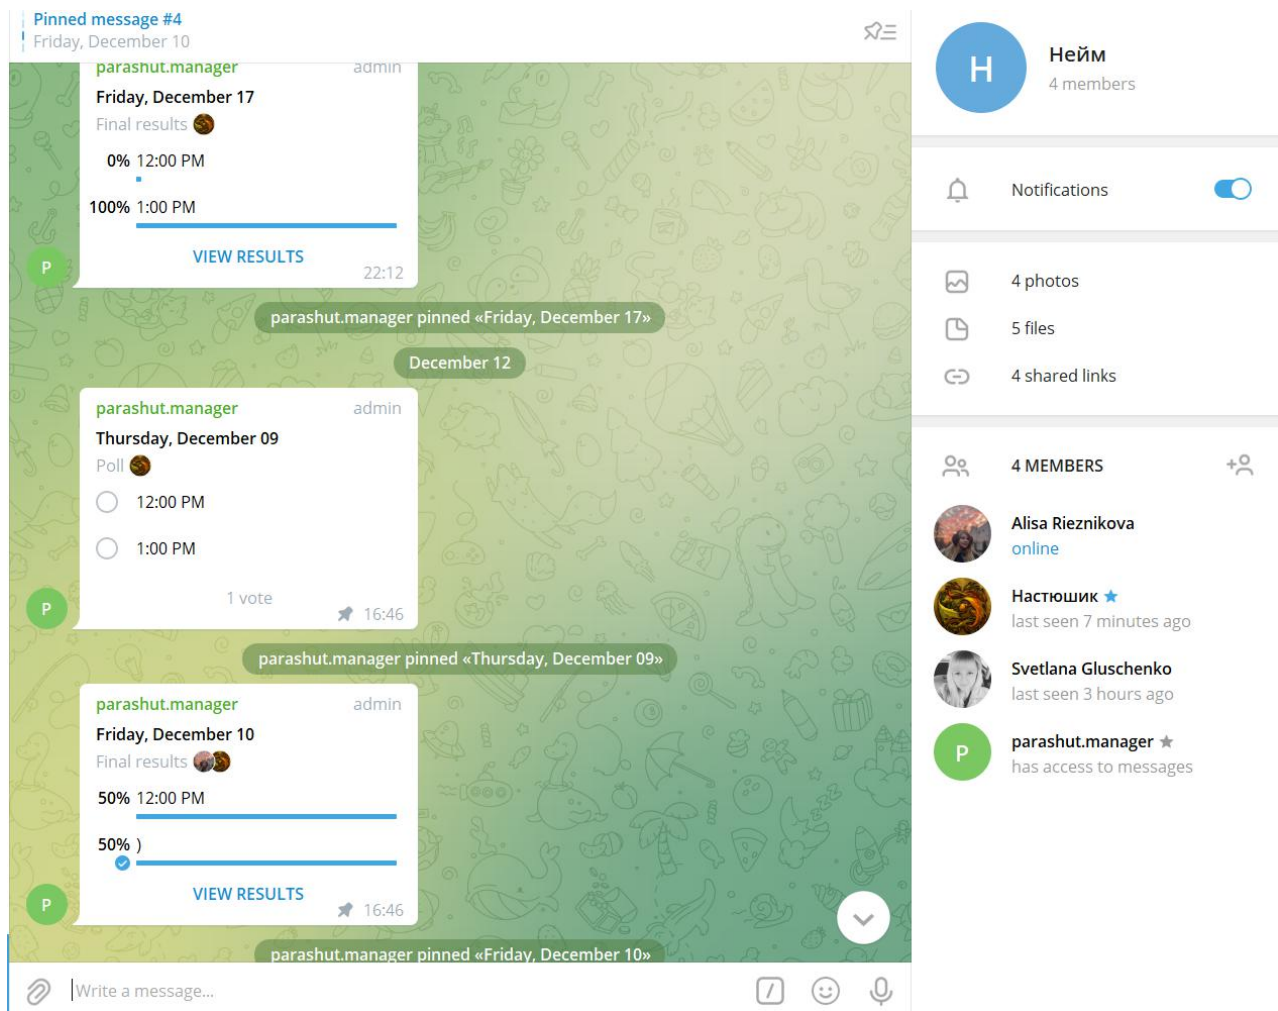 Pinned message #4
Friday, December 10
parashut.manager admin
Friday, December 17
Final results
0% 12:00 PM
100% 1:00 PM
VIEW RESULTS
22:12
P
parashut.manager pinned «Friday, December 17»
December 12
parashut.manager admin
Thursday, December 09
Poll
12:00 PM
1:00 PM
1 vote
16:46
P
parashut.manager pinned «Thursday, December 09»
parashut.manager admin
Friday, December 10
Final results
50% 12:00 PM
50% )
VIEW RESULTS
16:46
P
parashut.manager pinned «Friday, December 10»
Write a message...
Н
Нейм
4 members
Notifications
4 photos
5 files
4 shared links
4 MEMBERS
Alisa Rieznikova
online
Настюшик
last seen 7 minutes ago
Svetlana Gluschenko
last seen 3 hours ago
P
parashut.manager
has access to messages